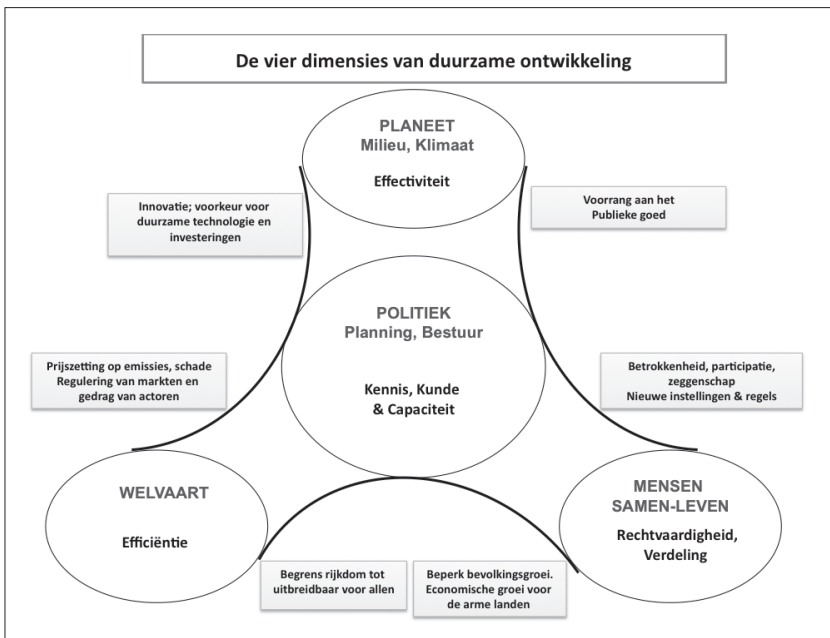 De vier dimensies van duurzame ontwikkeling
PLANEET
Milieu, Klimaat
Effectiviteit
Innovatie; voorkeur voor
duurzame technologie en
investeringen
Voorrang aan het
Publieke goed
POLITIEK
Planning, Bestuur
Kennis, Kunde
& Capaciteit
Prijszetting op emissies, schade
Regulering van markten en
gedrag van actoren
Betrokkenheid, participatie,
zeggenschap
Nieuwe instellingen & regels
WELVAART
Efficiëntie
MENSEN
SAMEN-LEVEN
Rechtvaardigheid,
Verdeling
Begrens rijkdom tot
uitbreidbaar voor allen
Beperk bevolkingsgroei.
Economische groei voor
de arme landen